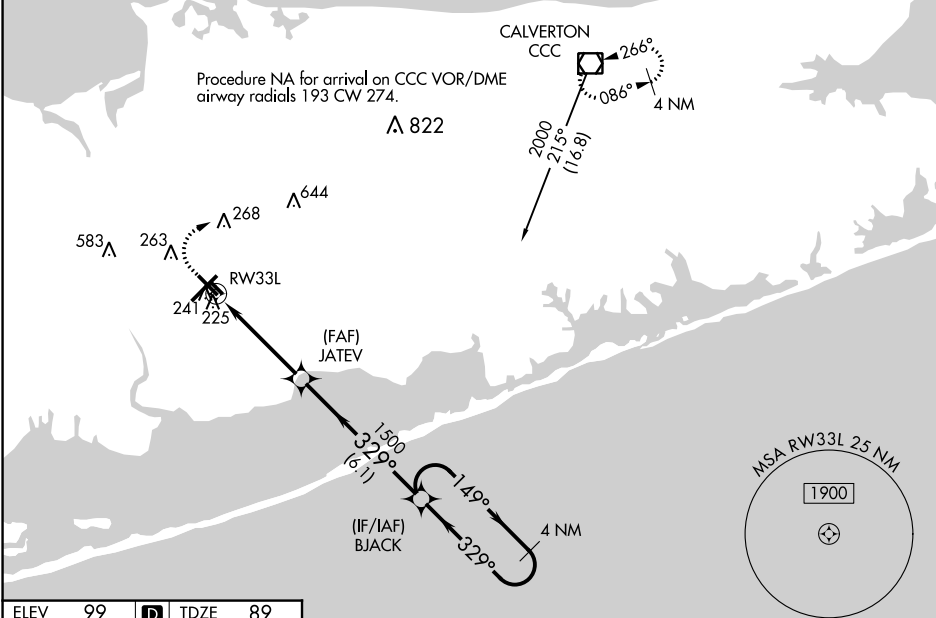 CALVERTON
CCC
266°
086°
4 NM
Procedure NA for arrival on CCC VOR/DME
airway radials 193 CW 274.
822
2000
215°
(16.8)
644
268
583
263
RW33L
241
225
(FAF)
JATEV
1500
329°
(6.1)
MSA RW33L 25 NM
1900
149°
4 NM
(IF/IAF)
BJACK
329°
ELEV 99 D TDZE 89